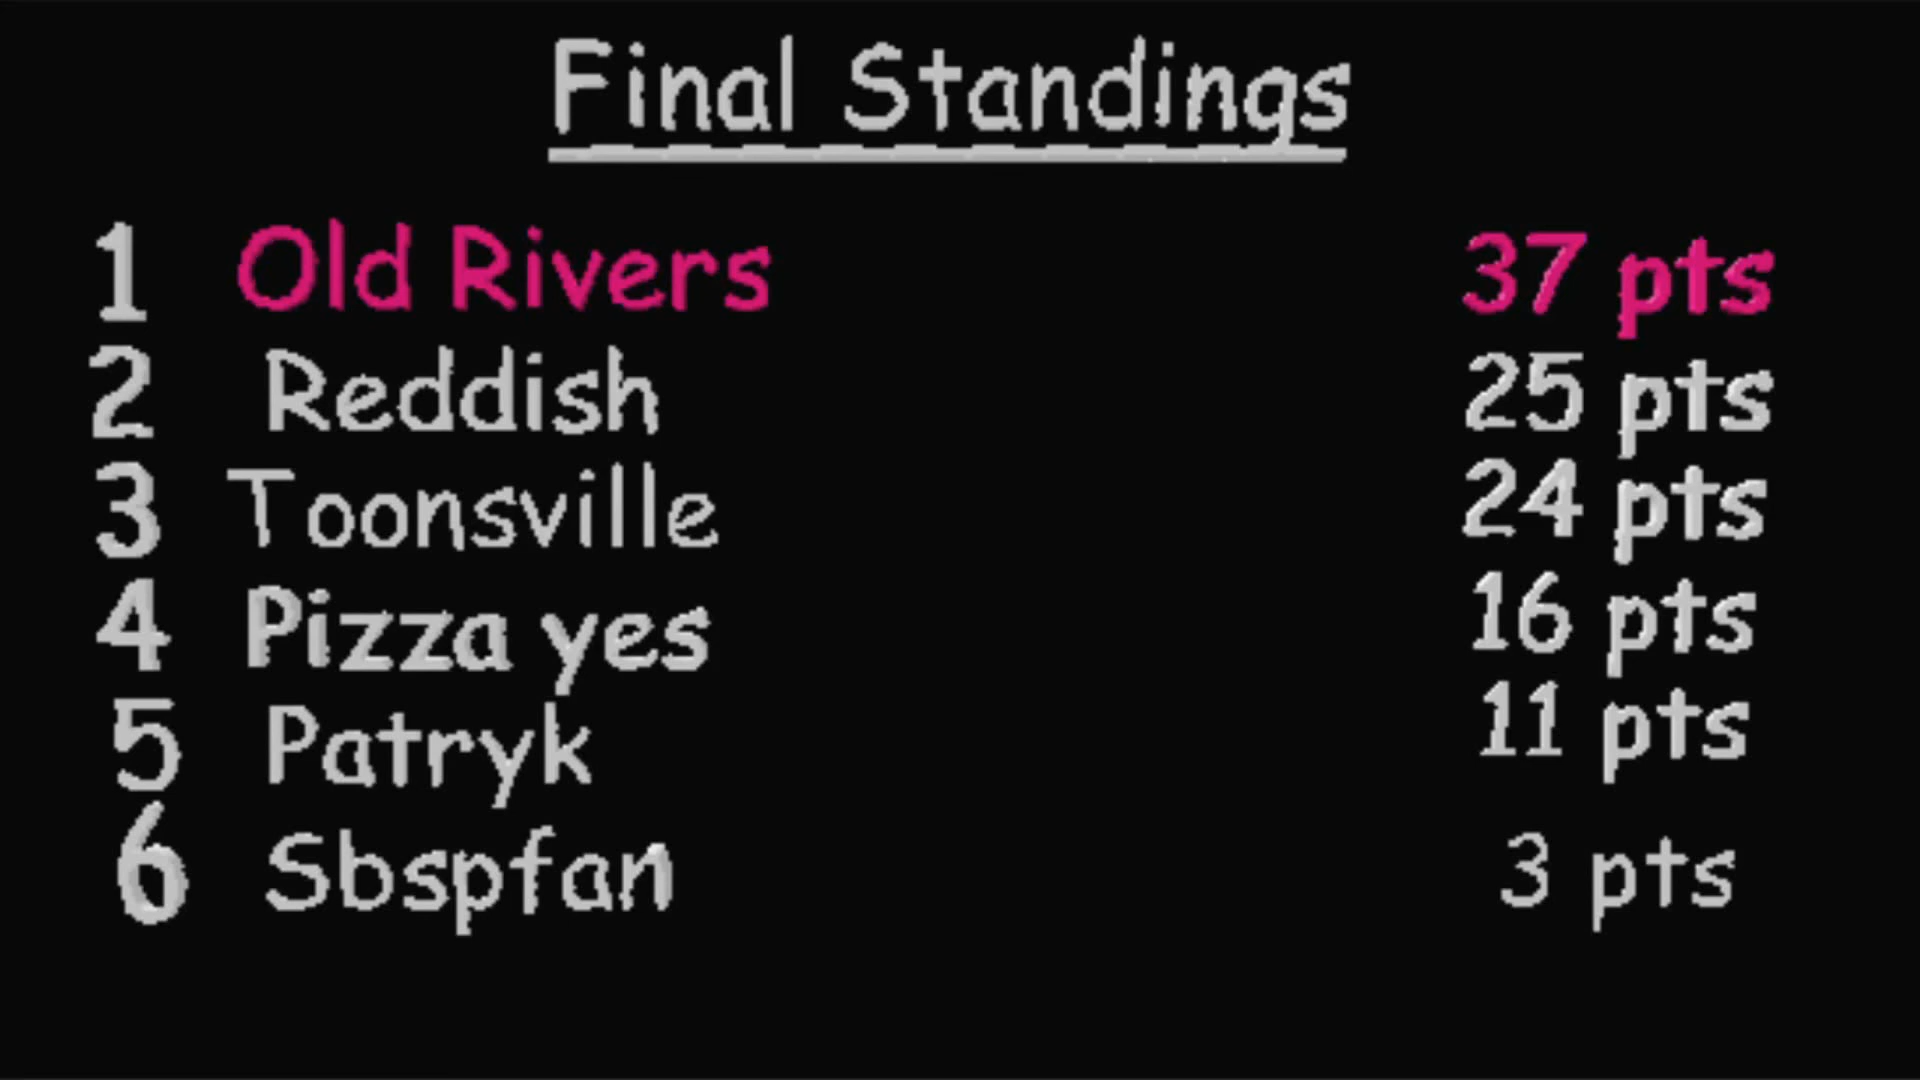 Final Standings
1 Old Rivers 37 pts
2 Reddish 25 pts
3 Toonsville 24 pts
4 Pizza yes 16 pts
5 Patryk 11 pts
6 Sbspfan 3 pts